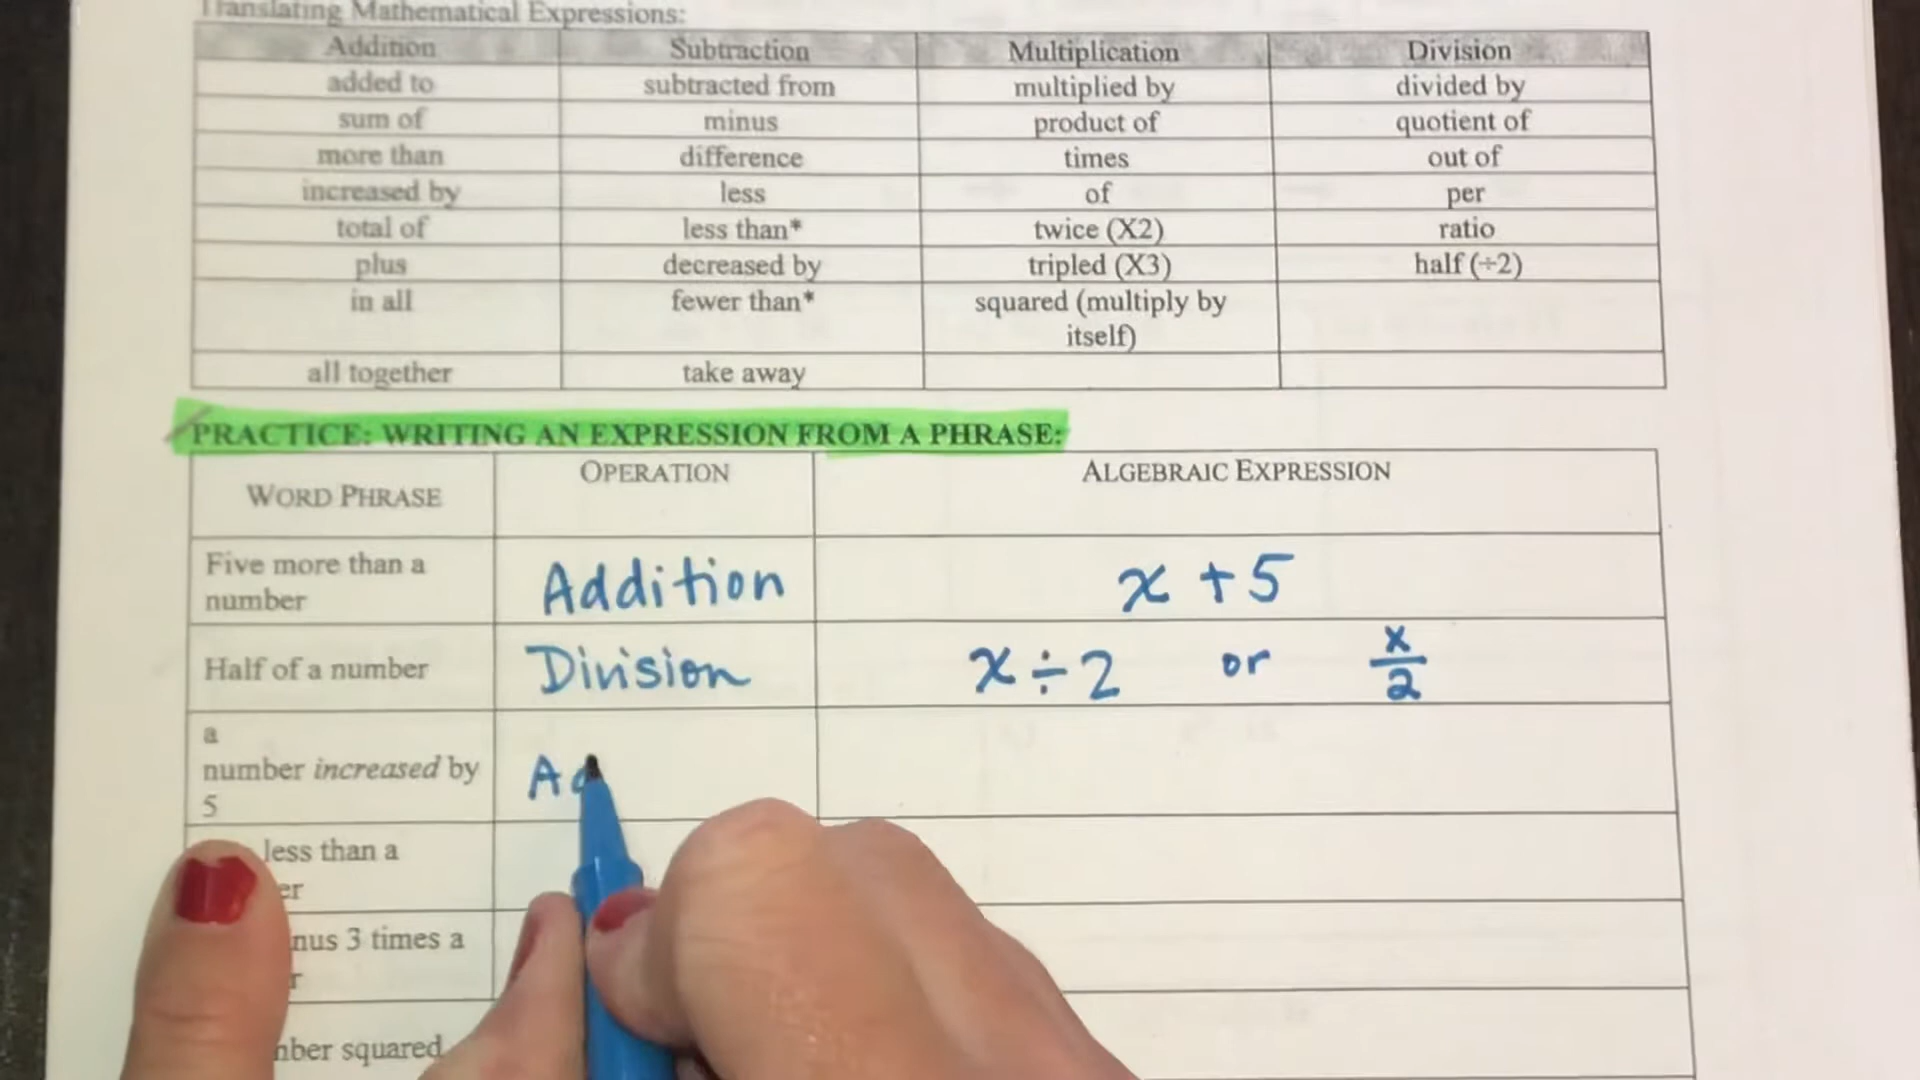 Translating Mathematical Expressions:
Addition Subtraction Multiplication Division
added to subtracted from multiplied by divided by
sum of minus product of quotient of
more than difference times out of
increased by less of per
total of less than* twice (X2) ratio
plus decreased by tripled (X3) half (÷2)
in all fewer than* squared (multiply by
itself)
all together take away
PRACTICE: WRITING AN EXPRESSION FROM A PHRASE:
WORD PHRASE OPERATION ALGEBRAIC EXPRESSION
Five more than a
number
Addition x + 5
Half of a number Division x ÷ 2 or x/2
a
number increased by
5
Ad
less than a
er
nus 3 times a
r
nber squared